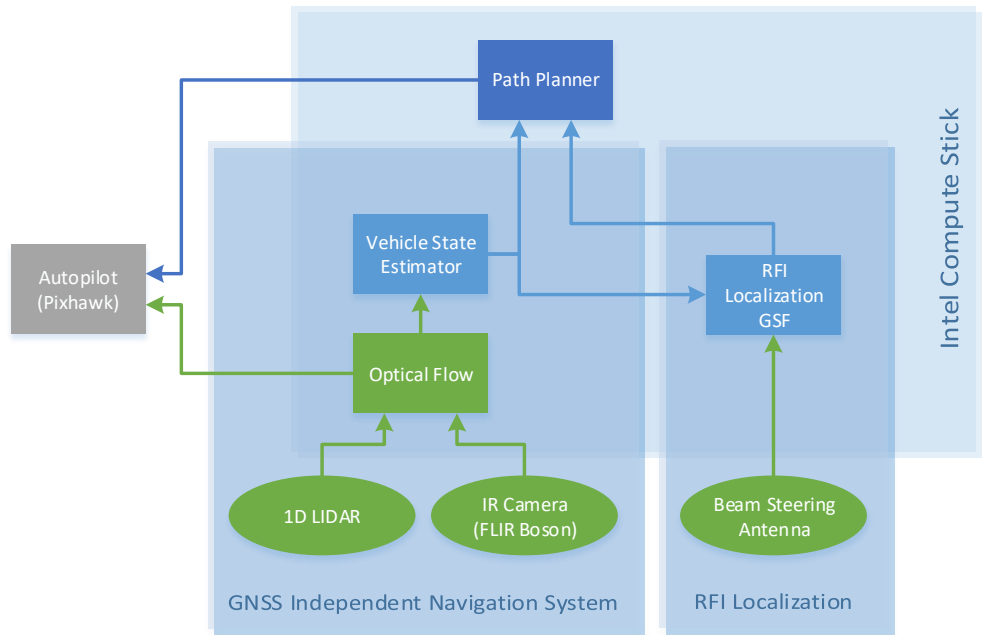 Path Planner
Intel Compute Stick
Vehicle State
Estimator
Autopilot
(Pixhawk)
RFI
Localization
GSF
Optical Flow
1D LIDAR
IR Camera
(FLIR Boson)
Beam Steering
Antenna
GNSS Independent Navigation System
RFI Localization